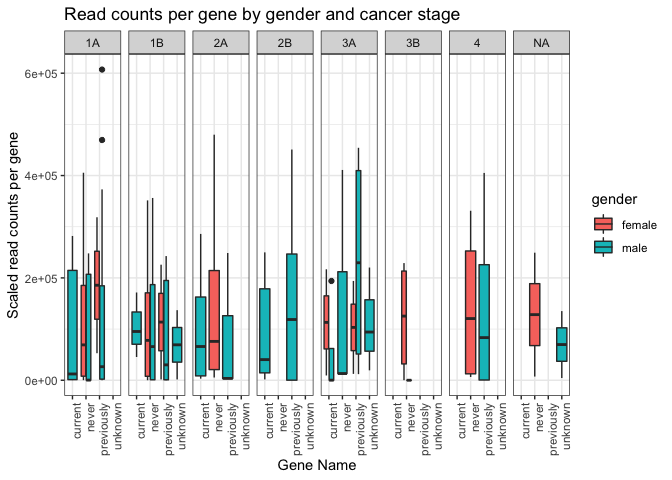 Read counts per gene by gender and cancer stage
1A 1B 2A 2B 3A 3B 4 NA
6e+05
4e+05
2e+05
0e+00
Scaled read counts per gene
current never previously unknown current never previously unknown current never previously unknown current never previously unknown current never previously unknown current never previously unknown current never previously unknown current never previously unknown
Gene Name
gender
female
male